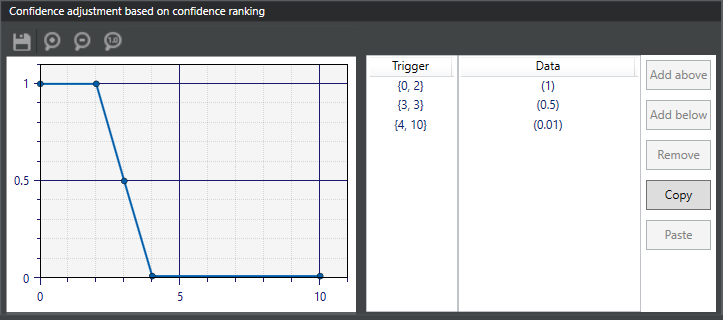 Confidence adjustment based on confidence ranking
1.0
1
0.5
0
0
5
10
Trigger Data
{0, 2} (1)
{3, 3} (0.5)
{4, 10} (0.01)
Add above
Add below
Remove
Copy
Paste